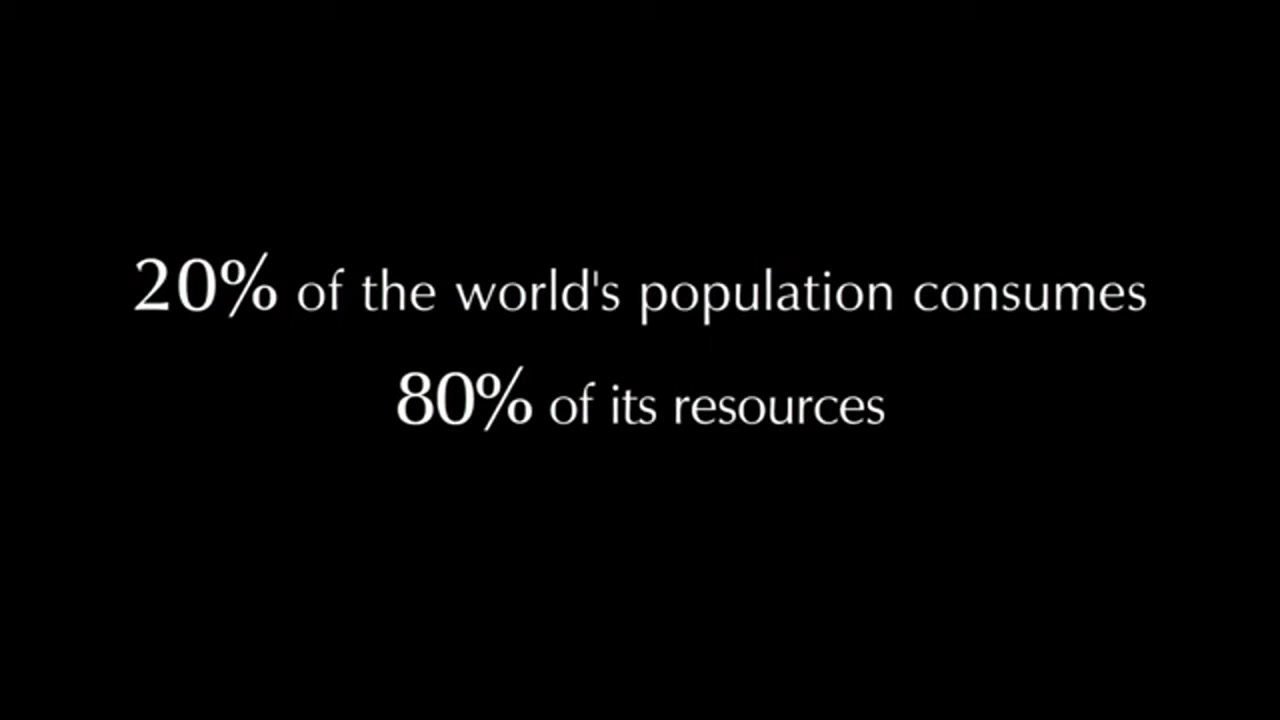 20% of the world's population consumes
80% of its resources